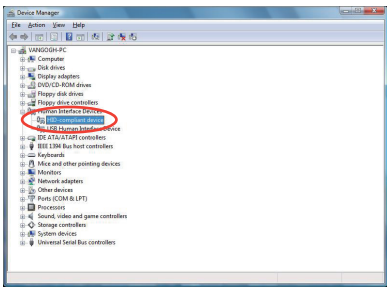 Device Manager
File Action View Help
VANGOGH-PC
Computer
Disk drives
Display adapters
DVD/CD-ROM drives
Floppy disk drives
Floppy drive controllers
Human Interface Devices
HID-compliant device
USB Human Interface Device
IDE ATA/ATAPI controllers
IEEE 1394 Bus host controllers
Keyboards
Mice and other pointing devices
Monitors
Network adapters
Other devices
Ports (COM & LPT)
Processors
Sound, video and game controllers
Storage controllers
System devices
Universal Serial Bus controllers